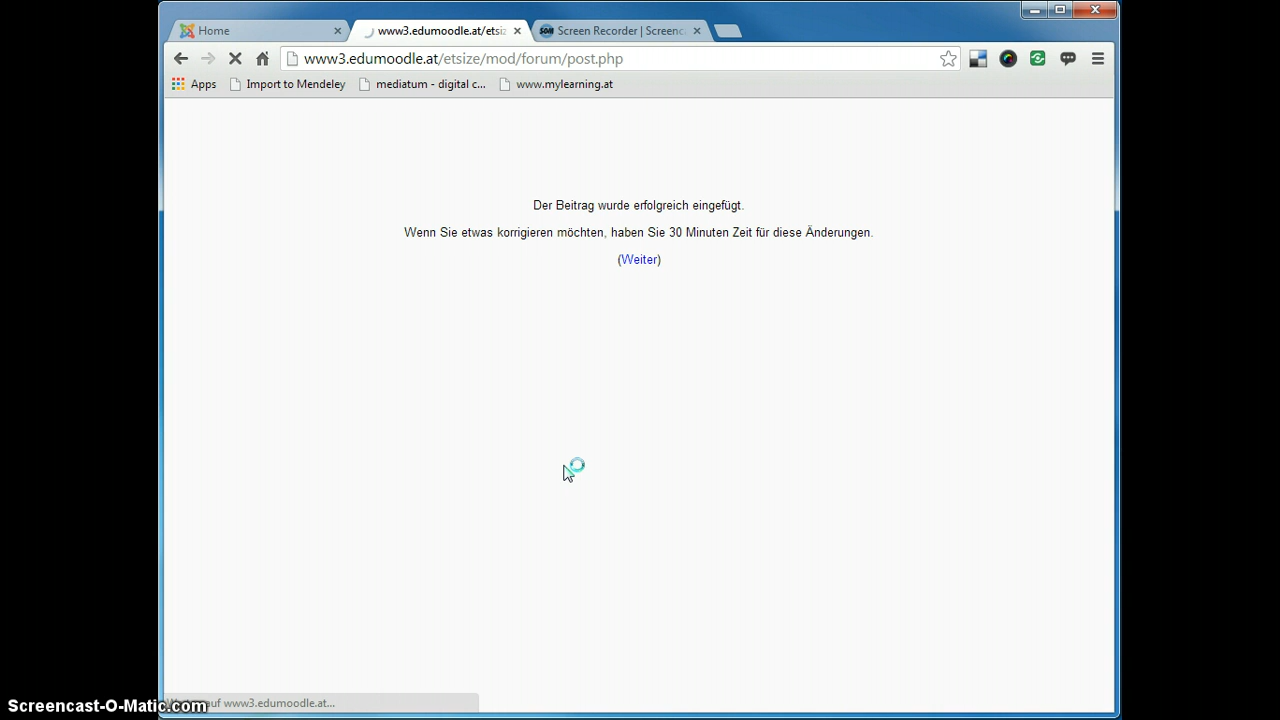 Home
www3.edumoodle.at/etsiz
Screen Recorder | Screenc
www3.edumoodle.at/etsize/mod/forum/post.php
Apps
Import to Mendeley
mediatum - digital c...
www.mylearning.at
SOM
Der Beitrag wurde erfolgreich eingefügt.
Wenn Sie etwas korrigieren möchten, haben Sie 30 Minuten Zeit für diese Änderungen.
(Weiter)
auf www3.edumoodle.at...
Screencast-O-Matic.com